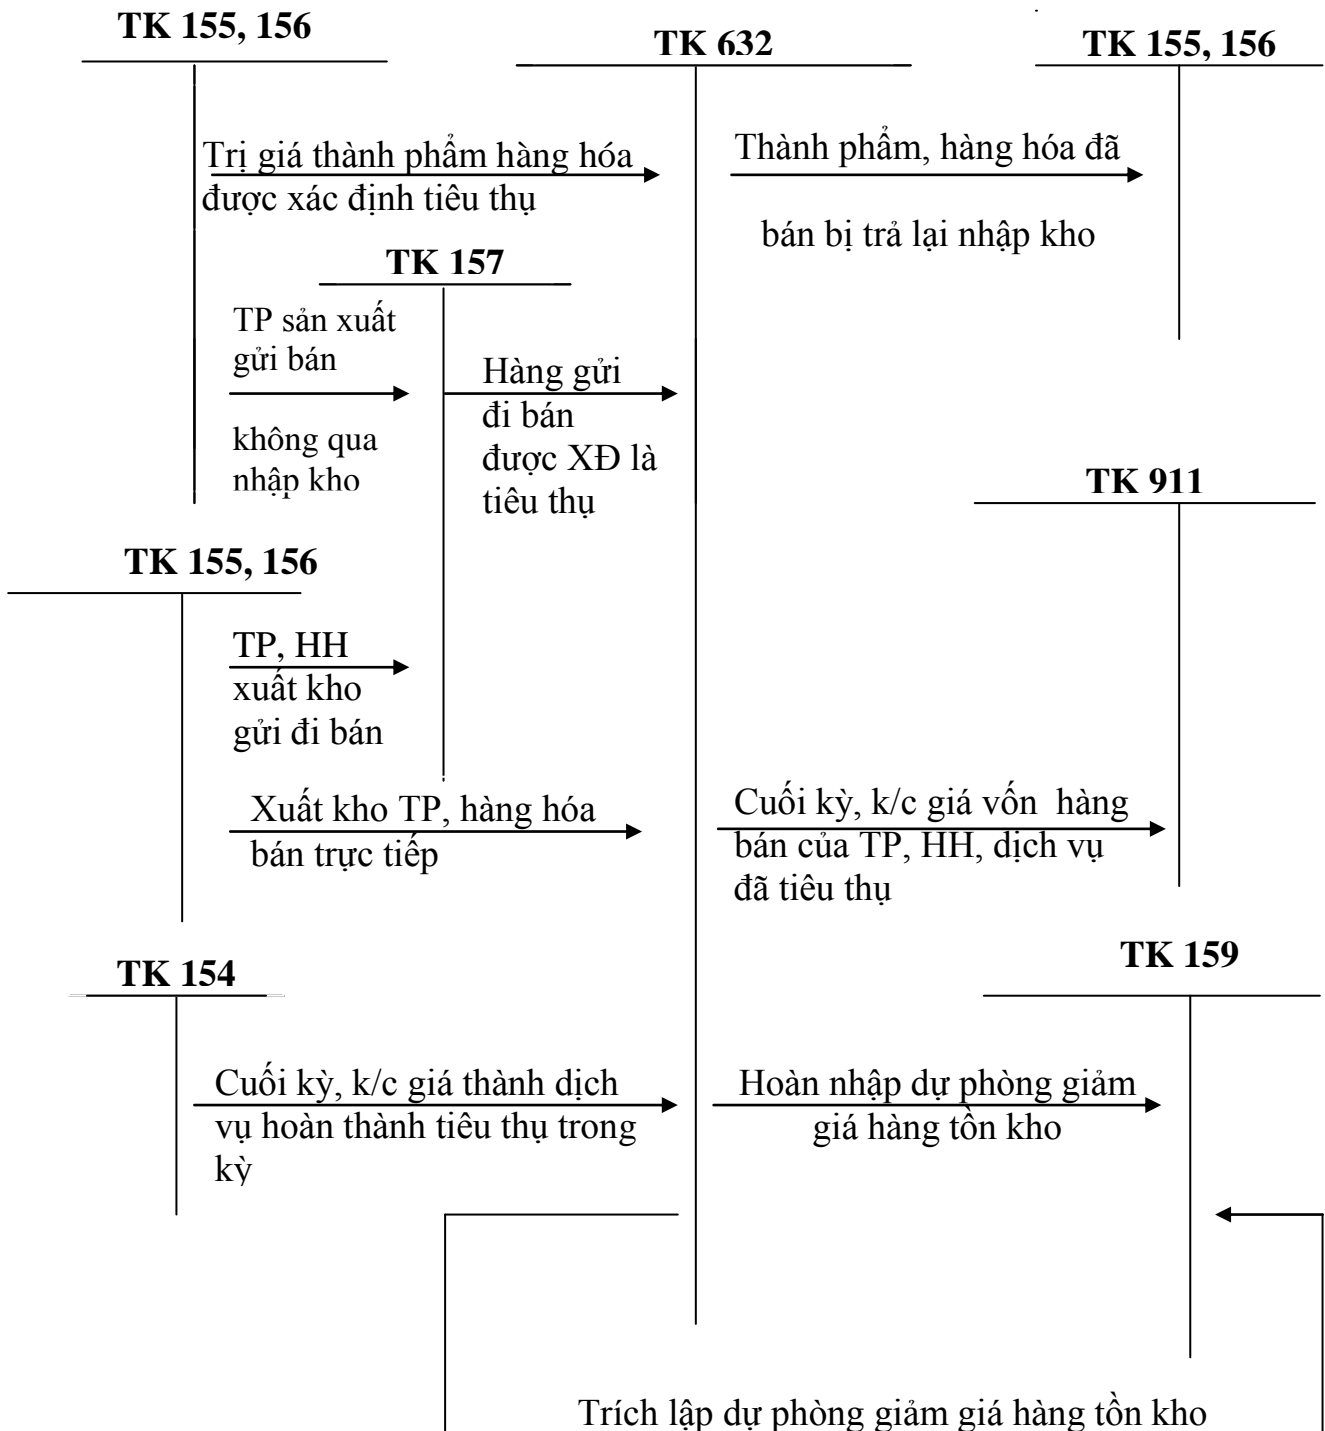 TK 155, 156
TK 632
TK 155, 156
Trị giá thành phẩm hàng hóa
được xác định tiêu thụ
Thành phẩm, hàng hóa đã
bán bị trả lại nhập kho
TK 157
TP sản xuất
gửi bán
không qua
nhập kho
Hàng gửi
đi bán
được XĐ là
tiêu thụ
TK 911
TK 155, 156
TP, HH
xuất kho
gửi đi bán
Xuất kho TP, hàng hóa
bán trực tiếp
Cuối kỳ, k/c giá vốn hàng
bán của TP, HH, dịch vụ
đã tiêu thụ
TK 154
TK 159
Cuối kỳ, k/c giá thành dịch
vụ hoàn thành tiêu thụ trong
kỳ
Hoàn nhập dự phòng giảm
giá hàng tồn kho
Trích lập dự phòng giảm giá hàng tồn kho